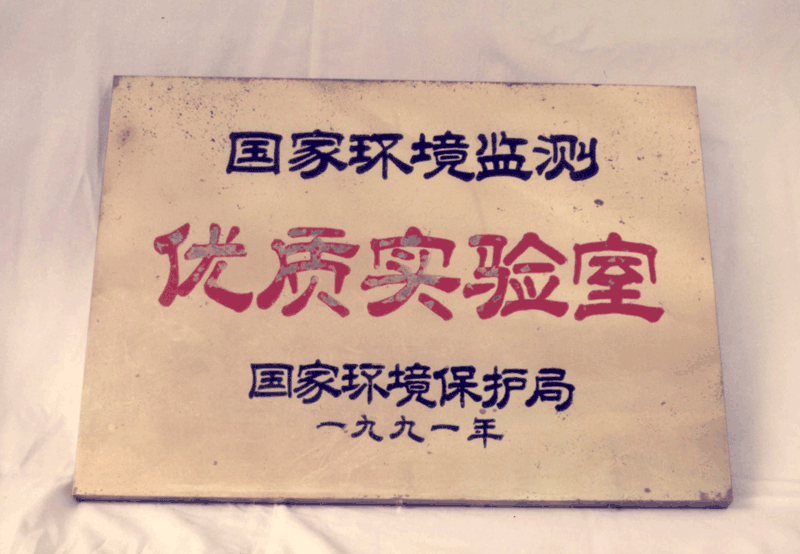 国家环境监测
优质实验室
国家环境保护局
一九九一年